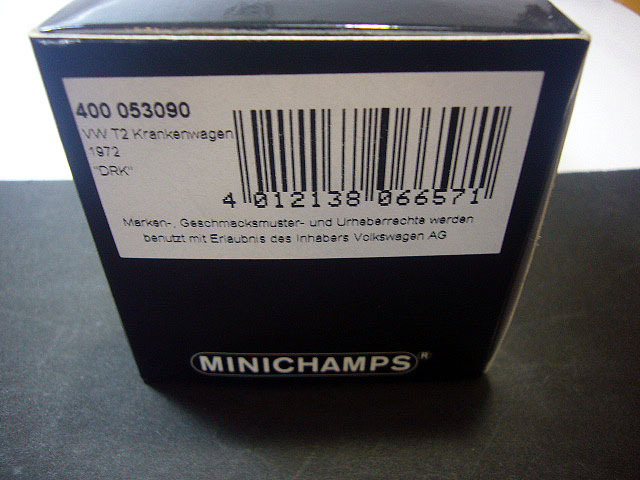 400 053090
VW T2 Krankenwagen
1972
"DRK"
4 012138 066571
Marken-, Geschmacksmuster- und Urheberrechte werden
benutzt mit Erlaubnis des Inhabers Volkswagen AG
MINICHAMPS®